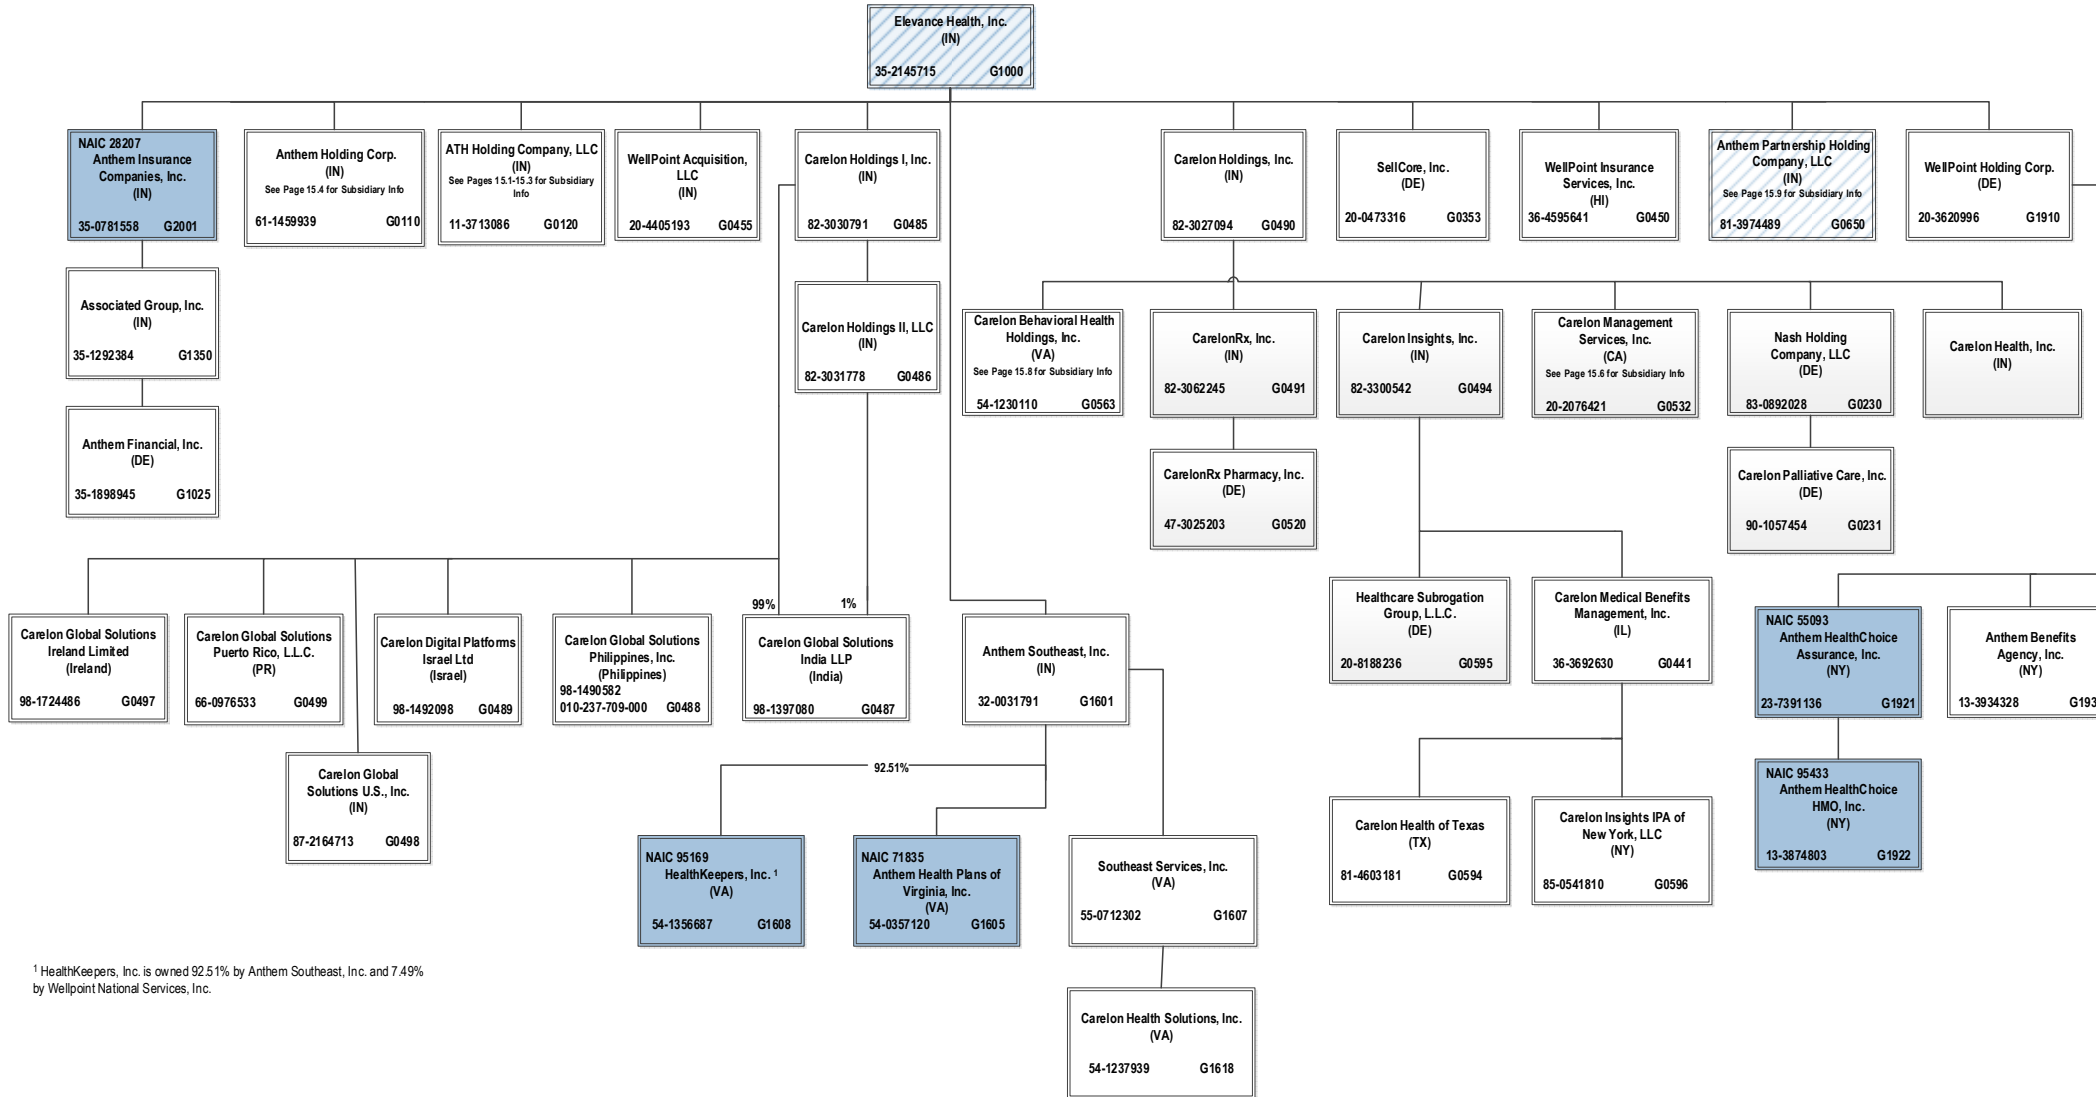 Elevance Health, Inc.
(IN)
35-2145715 G1000
NAIC 28207
Anthem Insurance
Companies, Inc.
(IN)
35-0781558 G2001
Anthem Holding Corp.
(IN)
See Page 15.4 for Subsidiary Info
61-1459939 G0110
ATH Holding Company, LLC
(IN)
See Pages 15.1-15.3 for Subsidiary
Info
11-3713086 G0120
WellPoint Acquisition,
LLC
(IN)
20-4405193 G0455
Carelon Holdings I, Inc.
(IN)
82-3030791 G0485
Carelon Holdings, Inc.
(IN)
82-3027094 G0490
SellCore, Inc.
(DE)
20-0473316 G0353
WellPoint Insurance
Services, Inc.
(HI)
36-4595641 G0450
Anthem Partnership Holding
Company, LLC
(IN)
See Page 15.9 for Subsidiary Info
81-3974489 G0650
WellPoint Holding Corp.
(DE)
20-3620996 G1910
Associated Group, Inc.
(IN)
35-1292384 G1350
Carelon Holdings II, LLC
(IN)
82-3031778 G0486
Carelon Behavioral Health
Holdings, Inc.
(VA)
See Page 15.8 for Subsidiary Info
54-1230110 G0563
CarelonRx, Inc.
(IN)
82-3062245 G0491
Carelon Insights, Inc.
(IN)
82-3300542 G0494
Carelon Management
Services, Inc.
(CA)
See Page 15.6 for Subsidiary Info
20-2076421 G0532
Nash Holding
Company, LLC
(DE)
83-0892028 G0230
Carelon Health, Inc.
(IN)
Anthem Financial, Inc.
(DE)
35-1898945 G1025
CarelonRx Pharmacy, Inc.
(DE)
47-3025203 G0520
Carelon Palliative Care, Inc.
(DE)
90-1057454 G0231
99%
1%
Carelon Global Solutions
Ireland Limited
(Ireland)
98-1724486 G0497
Carelon Global Solutions
Puerto Rico, L.L.C.
(PR)
66-0976533 G0499
Carelon Digital Platforms
Israel Ltd
(Israel)
98-1492098 G0489
Carelon Global Solutions
Philippines, Inc.
(Philippines)
98-1490582
010-237-709-000 G0488
Carelon Global Solutions
India LLP
(India)
98-1397080 G0487
Anthem Southeast, Inc.
(IN)
32-0031791 G1601
Healthcare Subrogation
Group, L.L.C.
(DE)
20-8188236 G0595
Carelon Medical Benefits
Management, Inc.
(IL)
36-3692630 G0441
NAIC 55093
Anthem HealthChoice
Assurance, Inc.
(NY)
23-7391136 G1921
Anthem Benefits
Agency, Inc.
(NY)
13-3934328 G193
Carelon Global
Solutions U.S., Inc.
(IN)
87-2164713 G0498
92.51%
NAIC 95433
Anthem HealthChoice
HMO, Inc.
(NY)
13-3874803 G1922
Carelon Health of Texas
(TX)
81-4603181 G0594
Carelon Insights IPA of
New York, LLC
(NY)
85-0541810 G0596
NAIC 95169
HealthKeepers, Inc. ¹
(VA)
54-1356687 G1608
NAIC 71835
Anthem Health Plans of
Virginia, Inc.
(VA)
54-0357120 G1605
Southeast Services, Inc.
(VA)
55-0712302 G1607
¹ HealthKeepers, Inc. is owned 92.51% by Anthem Southeast, Inc. and 7.49%
by Wellpoint National Services, Inc.
Carelon Health Solutions, Inc.
(VA)
54-1237939 G1618